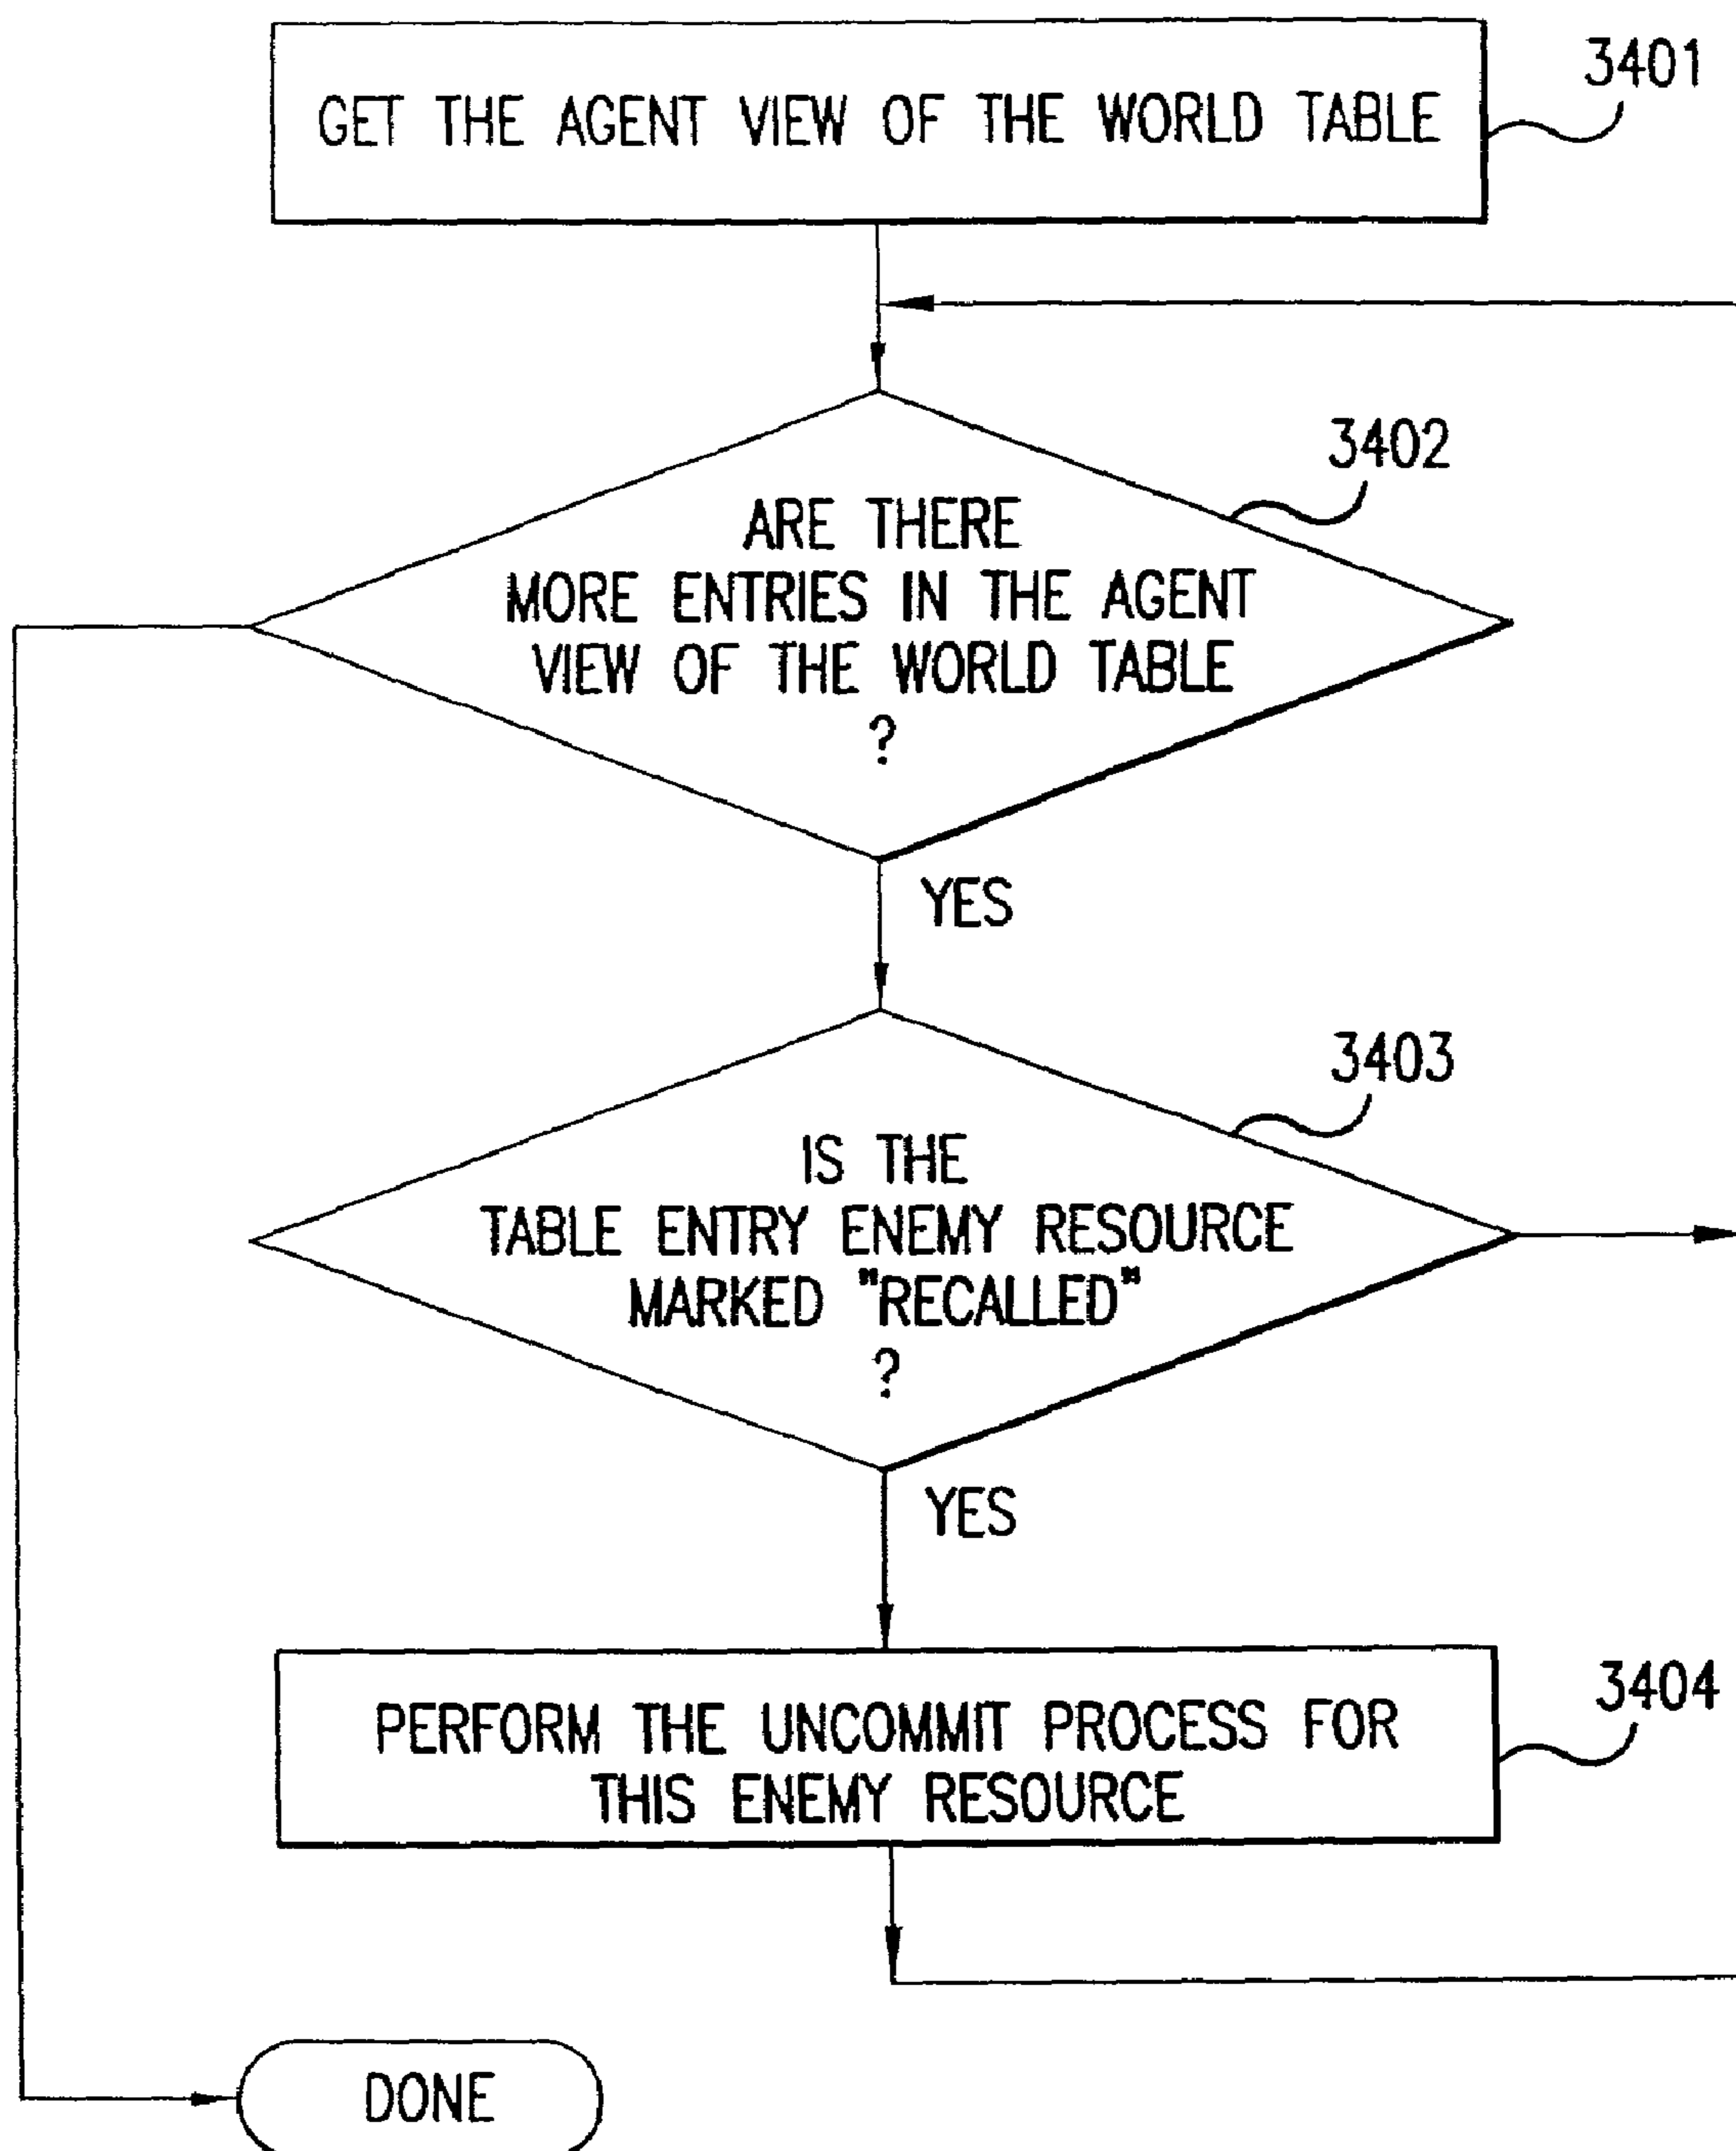 GET THE AGENT VIEW OF THE WORLD TABLE
3401
3402
ARE THERE
MORE ENTRIES IN THE AGENT
VIEW OF THE WORLD TABLE
?
YES
3403
IS THE
TABLE ENTRY ENEMY RESOURCE
MARKED "RECALLED"
?
YES
PERFORM THE UNCOMMIT PROCESS FOR
THIS ENEMY RESOURCE
3404
DONE